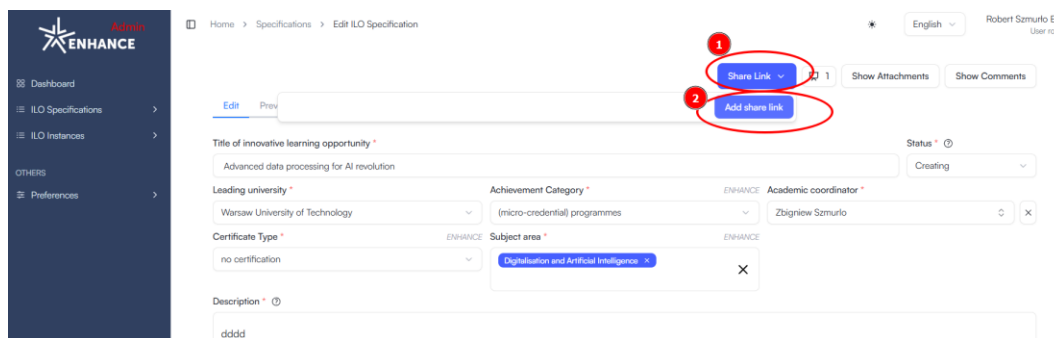 Admin
ENHANCE
Home > Specifications > Edit ILO Specification
English
Robert Szmurło
1
Share Link
1
Show Attachments
Show Comments
Dashboard
ILO Specifications
ILO Instances
OTHERS
Preferences
Edit
2
Add share link
Title of innovative learning opportunity *
Status *
Advanced data processing for AI revolution
Creating
Leading university *
Achievement Category *
ENHANCE
Academic coordinator *
Warsaw University of Technology
(micro-credential) programmes
Zbigniew Szmurło
Certificate Type *
ENHANCE
Subject area *
ENHANCE
no certification
Digitalisation and Artificial Intelligence ×
Description *
dddd